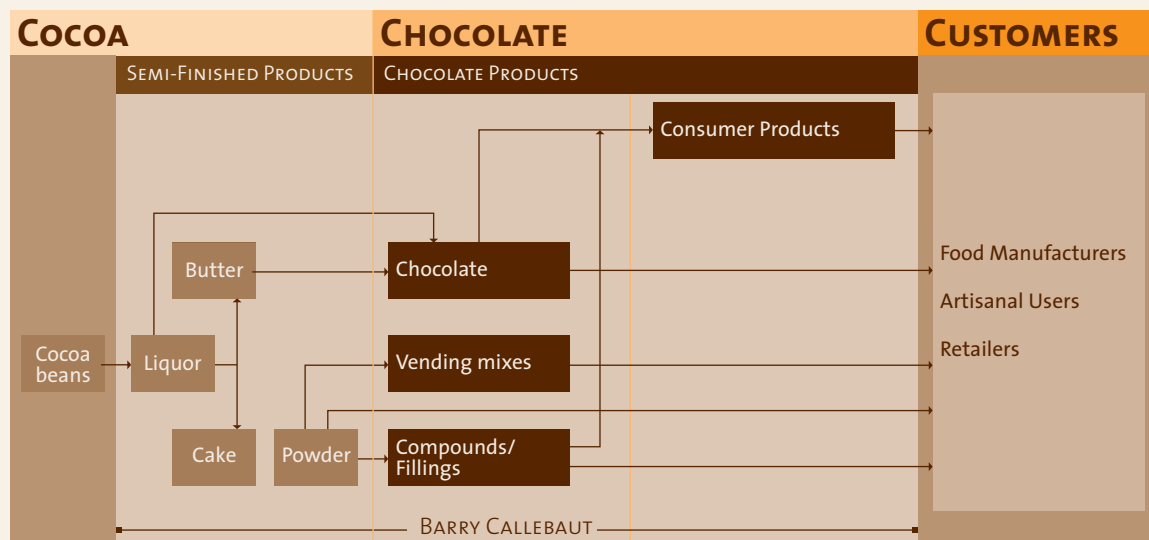 COCOA
CHOCOLATE
CUSTOMERS
SEMI-FINISHED PRODUCTS
CHOCOLATE PRODUCTS
Consumer Products
Butter
Chocolate
Food Manufacturers
Artisanal Users
Retailers
Cocoa
beans
Liquor
Vending mixes
Cake
Powder
Compounds/
Fillings
BARRY CALLEBAUT